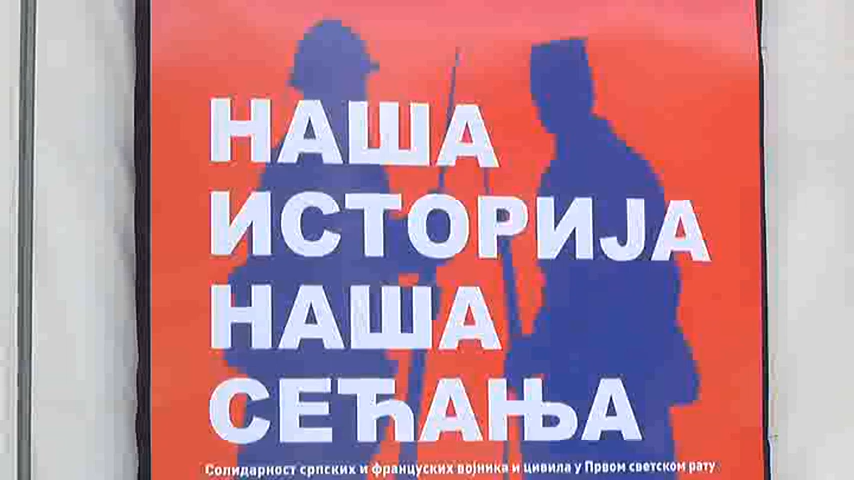 НАША
ИСТОРИЈА
НАША
СЕЋАЊА
Солидарност српских и француских војника и цивила у Првом светском рату